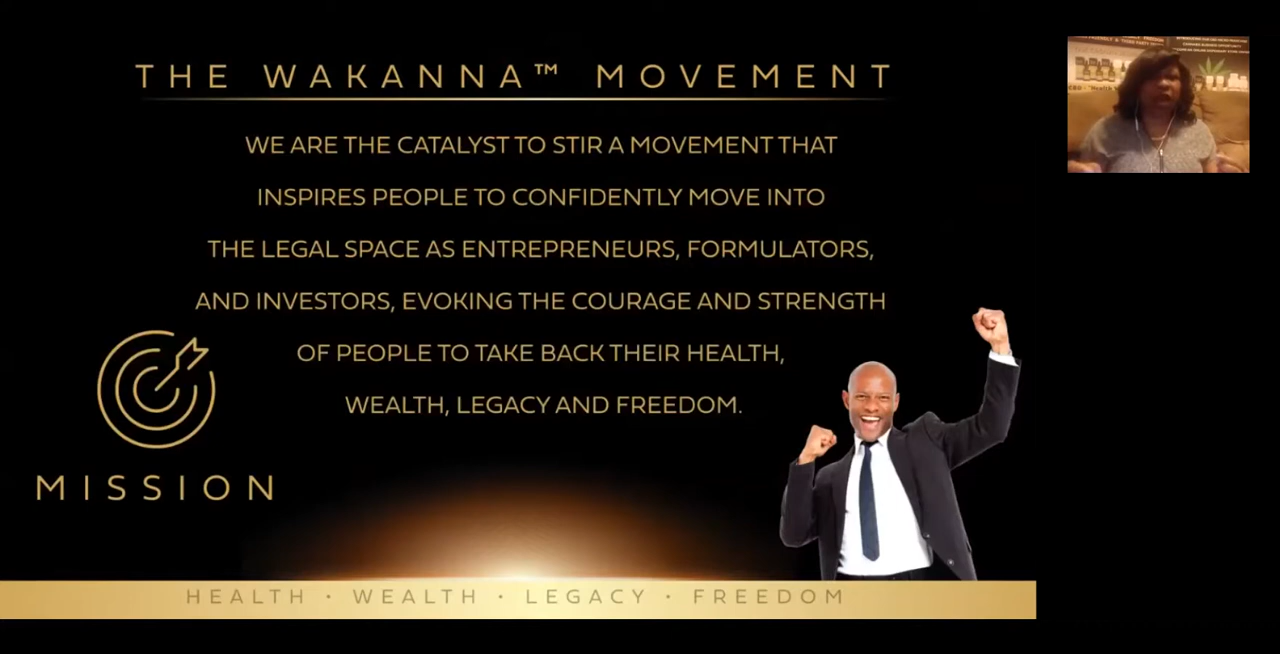 THE WAKANNA™ MOVEMENT
WE ARE THE CATALYST TO STIR A MOVEMENT THAT
INSPIRES PEOPLE TO CONFIDENTLY MOVE INTO
THE LEGAL SPACE AS ENTREPRENEURS, FORMULATORS,
AND INVESTORS, EVOKING THE COURAGE AND STRENGTH
OF PEOPLE TO TAKE BACK THEIR HEALTH,
WEALTH, LEGACY AND FREEDOM.
MISSION
HEALTH • WEALTH • LEGACY • FREEDOM